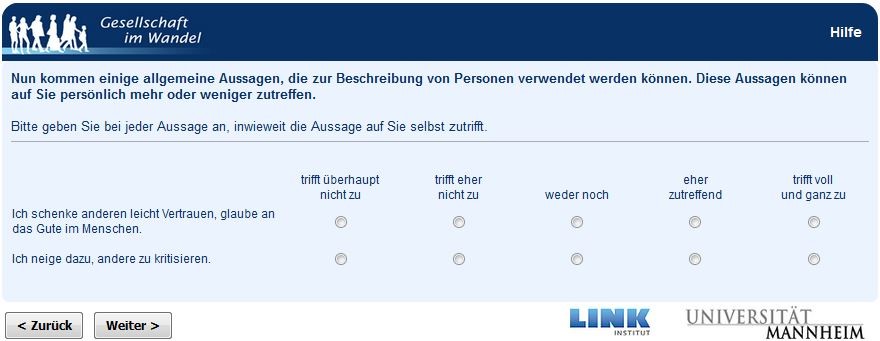 Gesellschaft
im Wandel
Hilfe
Nun kommen einige allgemeine Aussagen, die zur Beschreibung von Personen verwendet werden können. Diese Aussagen können
auf Sie persönlich mehr oder weniger zutreffen.
Bitte geben Sie bei jeder Aussage an, inwieweit die Aussage auf Sie selbst zutrifft.
trifft überhaupt
nicht zu
trifft eher
nicht zu
weder noch
eher
zutreffend
trifft voll
und ganz zu
Ich schenke anderen leicht Vertrauen, glaube an
das Gute im Menschen.
Ich neige dazu, andere zu kritisieren.
< Zurück
Weiter >
LINK
INSTITUT
UNIVERSITÄT
MANNHEIM